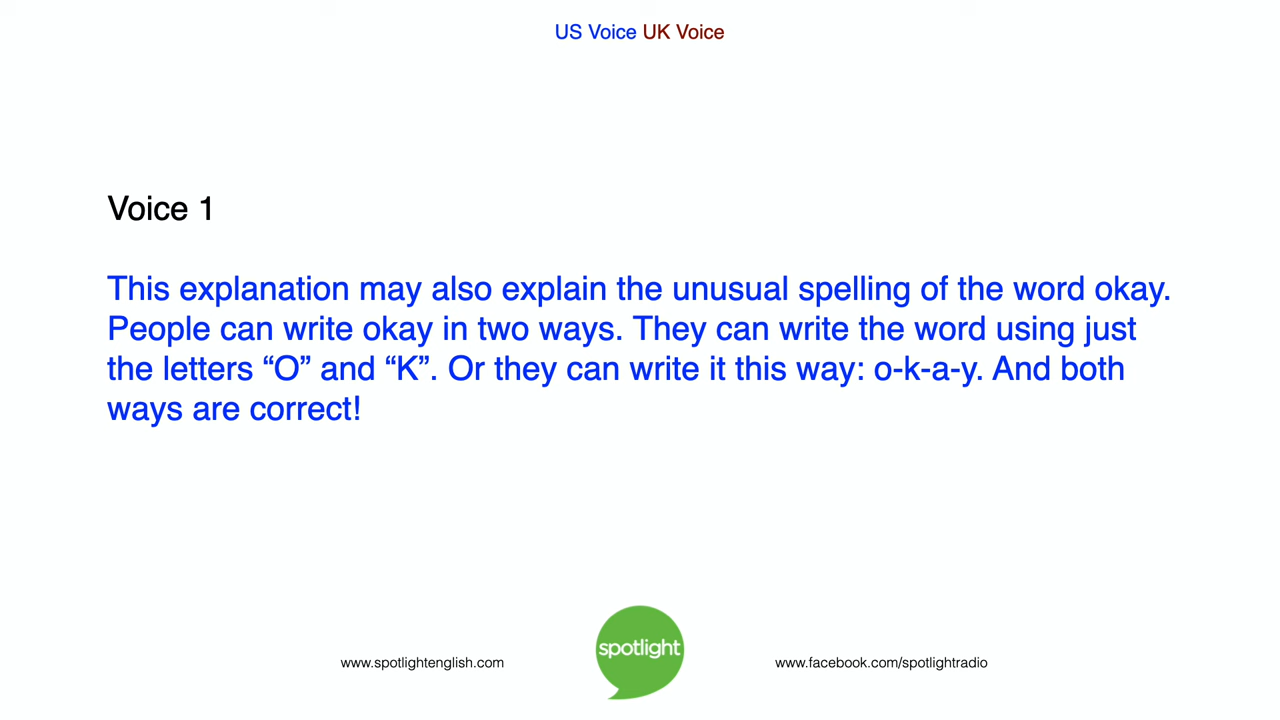 US Voice UK Voice
Voice 1
This explanation may also explain the unusual spelling of the word okay.
People can write okay in two ways. They can write the word using just
the letters “O” and “K”. Or they can write it this way: o-k-a-y. And both
ways are correct!
spotlight
www.spotlightenglish.com
www.facebook.com/spotlightradio